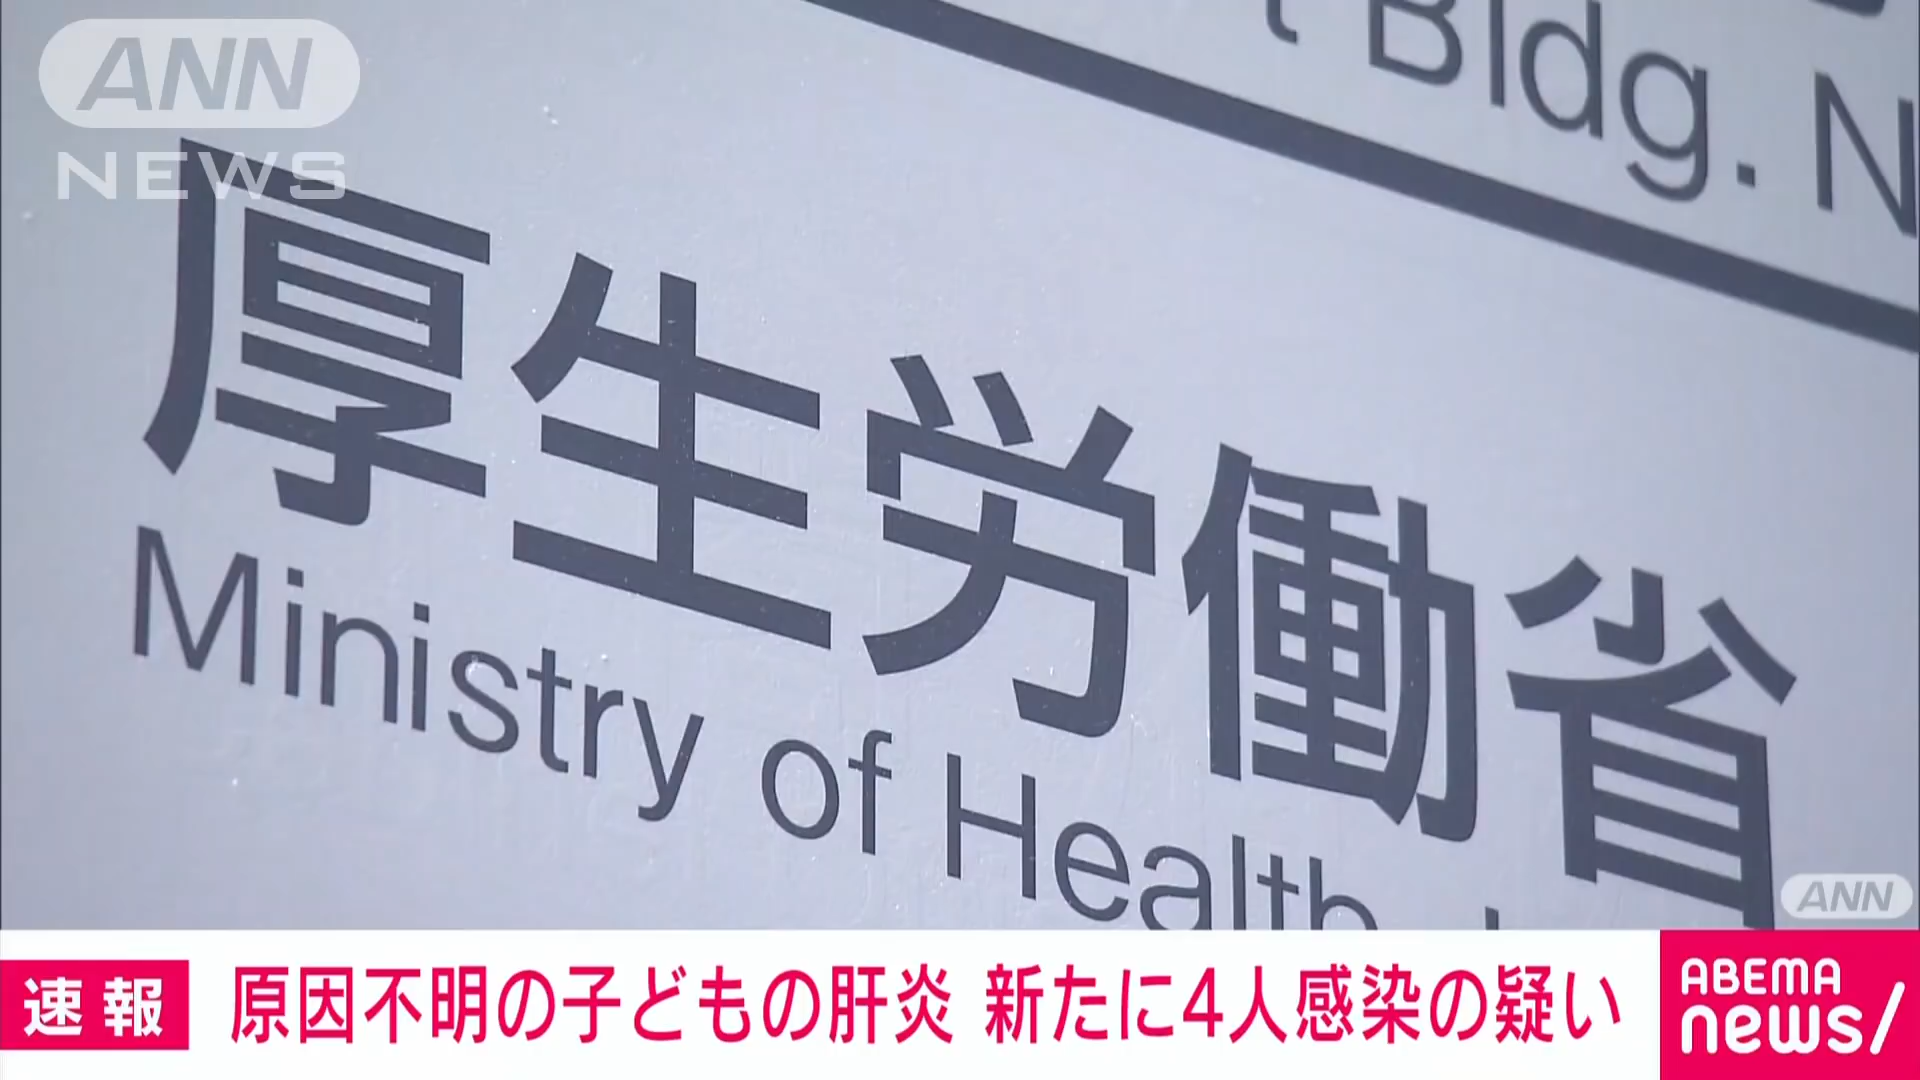 ANN
NEWS
t Bldg. N
厚生労働省
Ministry of Health
ANN
速報
原因不明の子どもの肝炎 新たに4人感染の疑い
ABEMA
news/